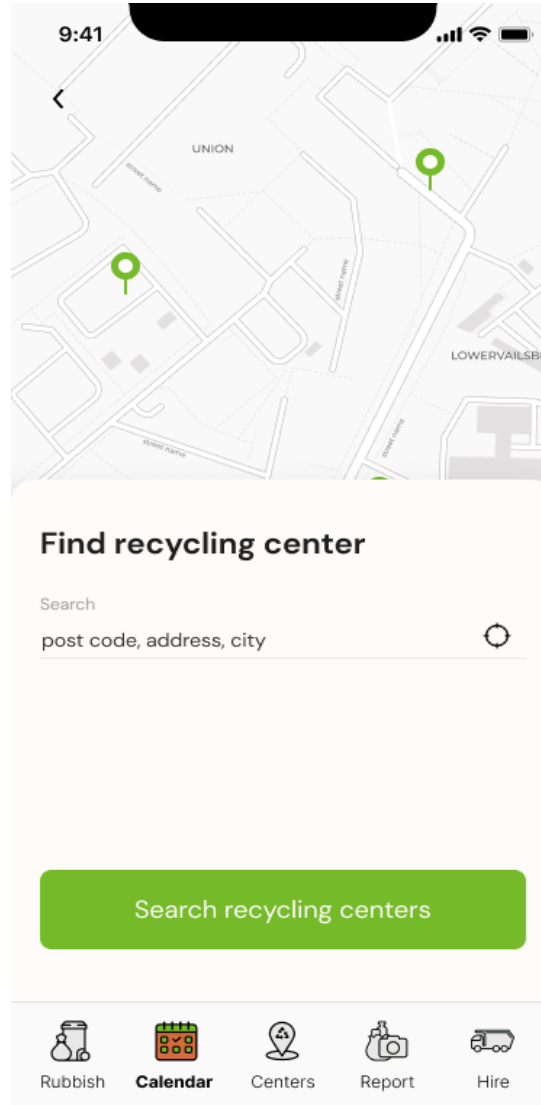 9:41
UNION
street name
street name
LOWERVAILSB
street name
street name
Find recycling center
Search
post code, address, city
Search recycling centers
Rubbish
Calendar
Centers
Report
Hire